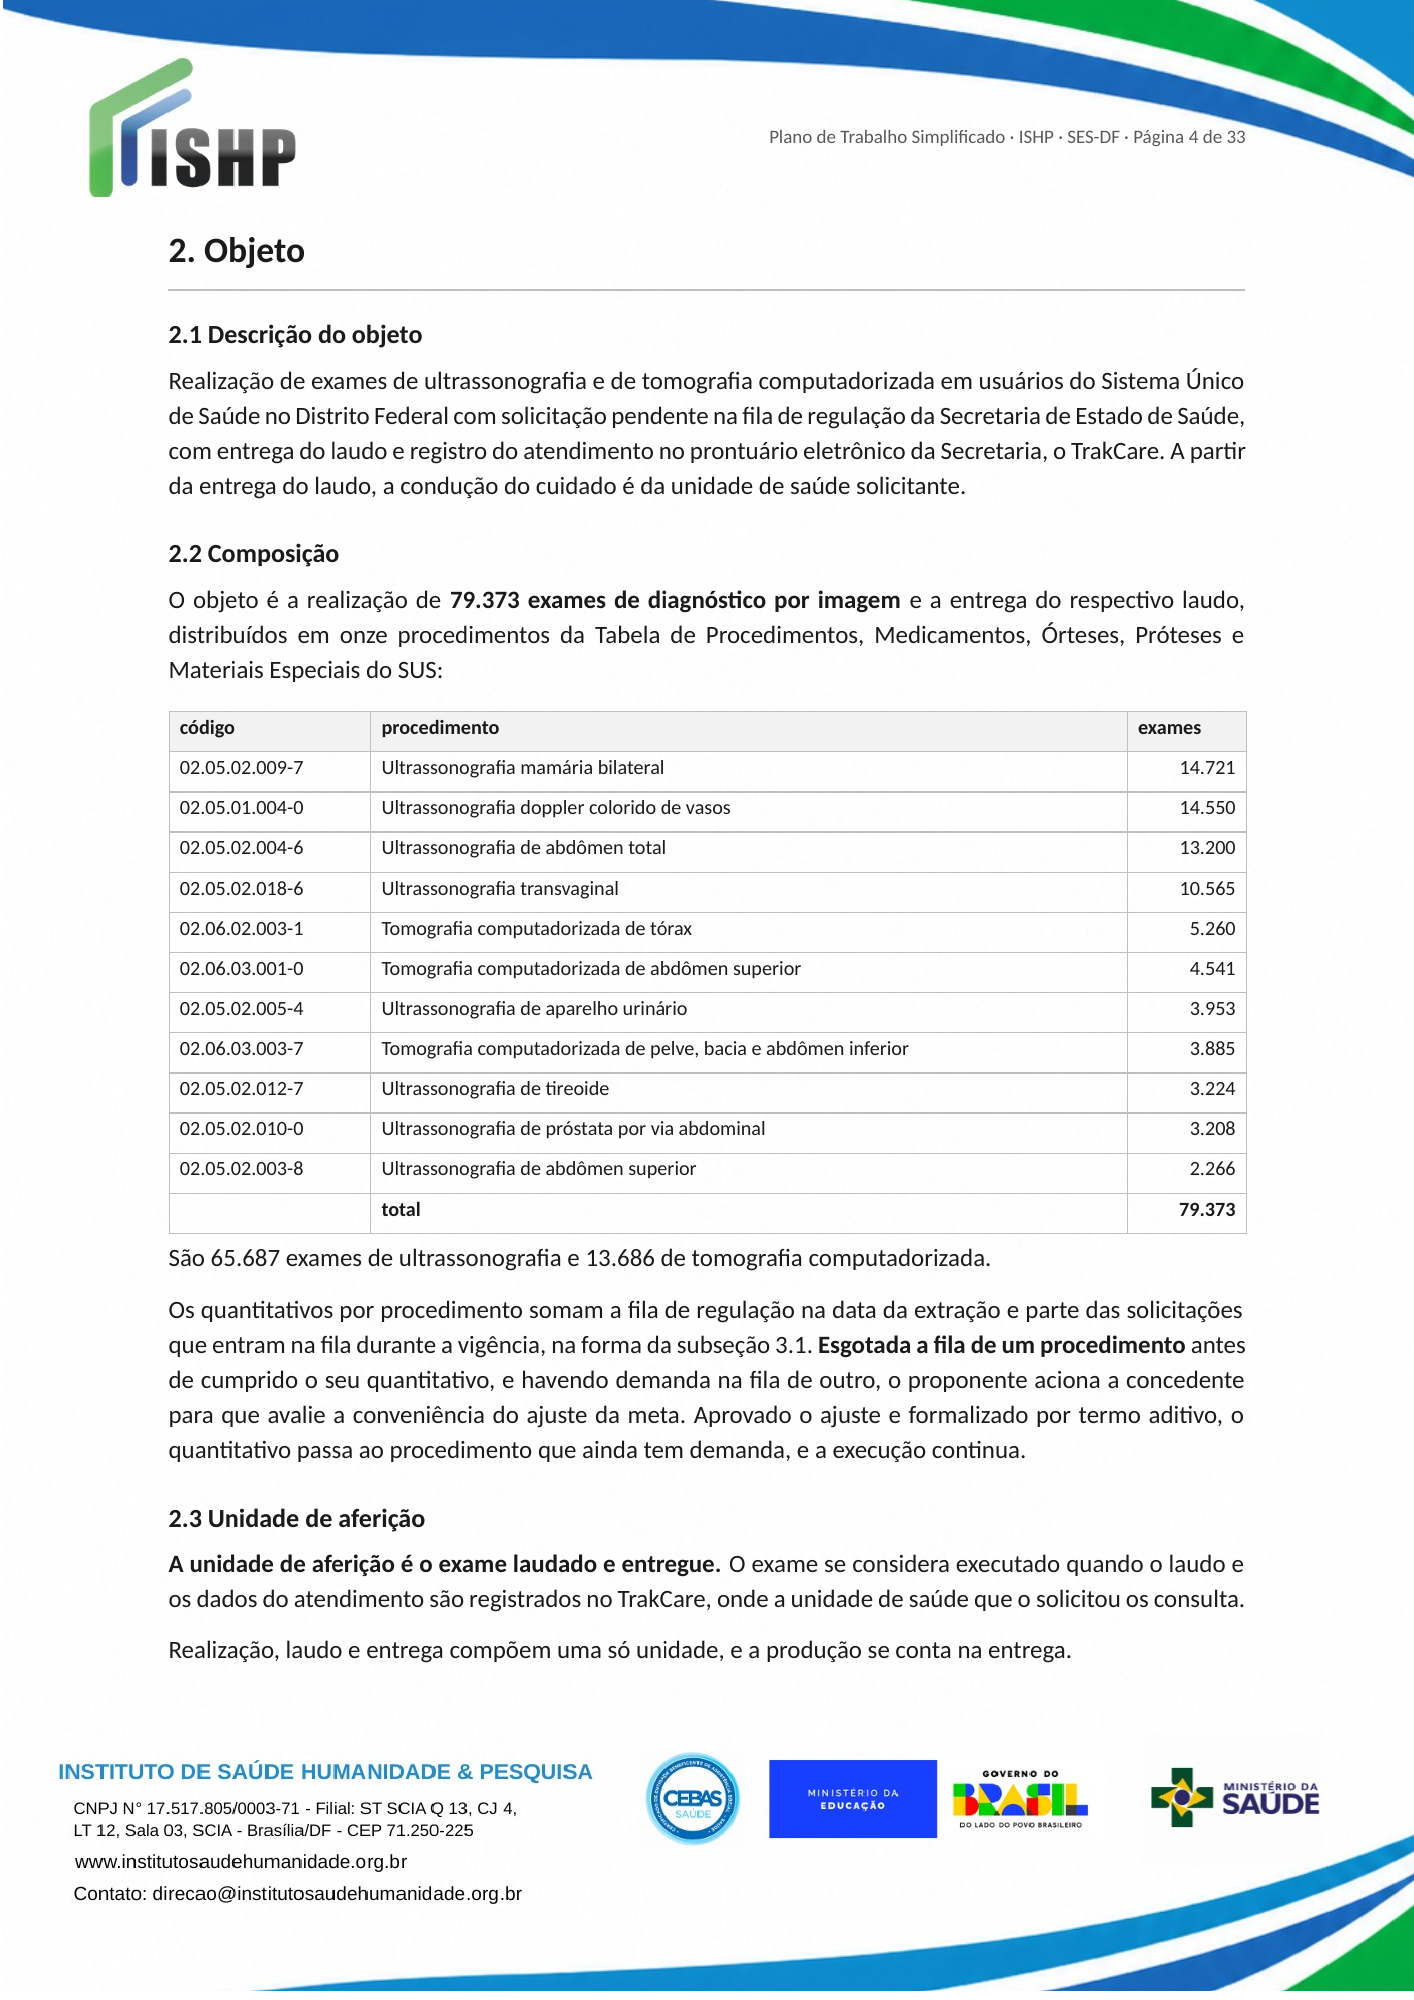 ISHP
Plano de Trabalho Simplificado · ISHP · SES-DF · Página 4 de 33
2. Objeto
2.1 Descrição do objeto
Realização de exames de ultrassonografia e de tomografia computadorizada em usuários do Sistema Único
de Saúde no Distrito Federal com solicitação pendente na fila de regulação da Secretaria de Estado de Saúde,
com entrega do laudo e registro do atendimento no prontuário eletrônico da Secretaria, o TrakCare. A partir
da entrega do laudo, a condução do cuidado é da unidade de saúde solicitante.
2.2 Composição
O objeto é a realização de 79.373 exames de diagnóstico por imagem e a entrega do respectivo laudo,
distribuídos em onze procedimentos da Tabela de Procedimentos, Medicamentos, Órteses, Próteses e
Materiais Especiais do SUS:
código procedimento exames
02.05.02.009-7 Ultrassonografia mamária bilateral 14.721
02.05.01.004-0 Ultrassonografia doppler colorido de vasos 14.550
02.05.02.004-6 Ultrassonografia de abdômen total 13.200
02.05.02.018-6 Ultrassonografia transvaginal 10.565
02.06.02.003-1 Tomografia computadorizada de tórax 5.260
02.06.03.001-0 Tomografia computadorizada de abdômen superior 4.541
02.05.02.005-4 Ultrassonografia de aparelho urinário 3.953
02.06.03.003-7 Tomografia computadorizada de pelve, bacia e abdômen inferior 3.885
02.05.02.012-7 Ultrassonografia de tireoide 3.224
02.05.02.010-0 Ultrassonografia de próstata por via abdominal 3.208
02.05.02.003-8 Ultrassonografia de abdômen superior 2.266
total 79.373
São 65.687 exames de ultrassonografia e 13.686 de tomografia computadorizada.
Os quantitativos por procedimento somam a fila de regulação na data da extração e parte das solicitações
que entram na fila durante a vigência, na forma da subseção 3.1. Esgotada a fila de um procedimento antes
de cumprido o seu quantitativo, e havendo demanda na fila de outro, o proponente aciona a concedente
para que avalie a conveniência do ajuste da meta. Aprovado o ajuste e formalizado por termo aditivo, o
quantitativo passa ao procedimento que ainda tem demanda, e a execução continua.
2.3 Unidade de aferição
A unidade de aferição é o exame laudado e entregue. O exame se considera executado quando o laudo e
os dados do atendimento são registrados no TrakCare, onde a unidade de saúde que o solicitou os consulta.
Realização, laudo e entrega compõem uma só unidade, e a produção se conta na entrega.
INSTITUTO DE SAÚDE HUMANIDADE & PESQUISA
CNPJ N° 17.517.805/0003-71 - Filial: ST SCIA Q 13, CJ 4,
LT 12, Sala 03, SCIA - Brasília/DF - CEP 71.250-225
www.institutosaudehumanidade.org.br
Contato: direcao@institutosaudehumanidade.org.br
CEBAS
SAÚDE
MINISTÉRIO DA
EDUCAÇÃO
GOVERNO DO
BRASIL
DO LADO DO POVO BRASILEIRO
MINISTÉRIO DA
SAÚDE